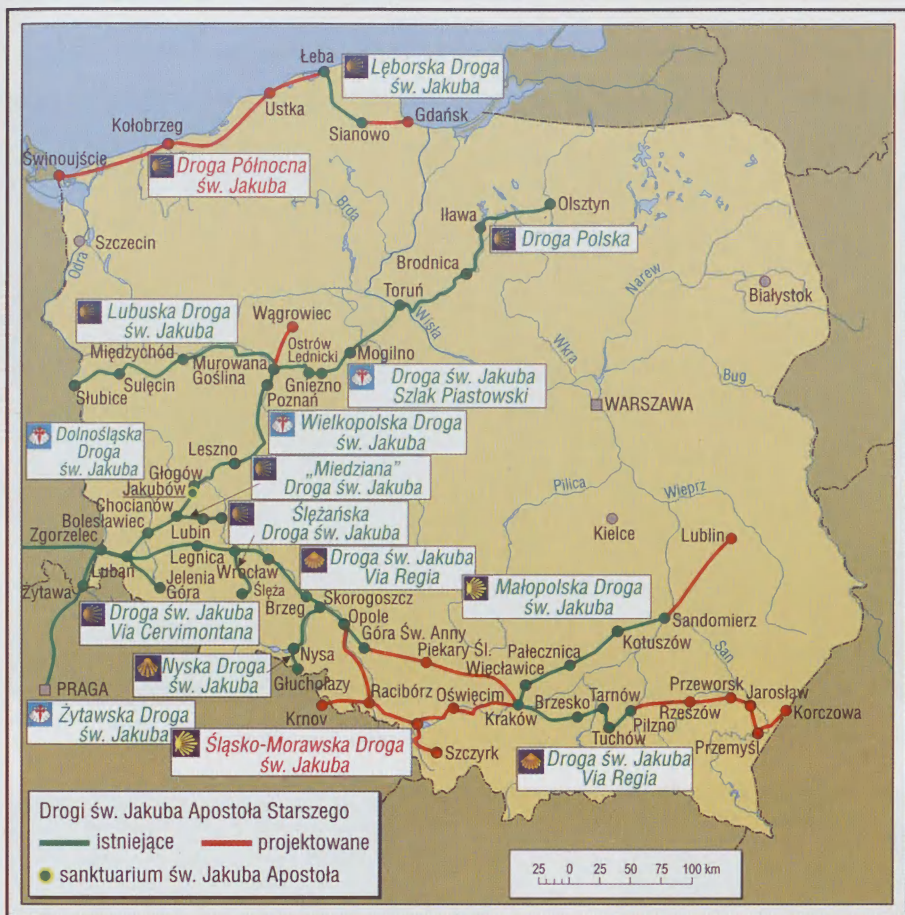 Łeba
Lęborska Droga
św. Jakuba
Ustka
Gdańsk
Sianowo
Kołobrzeg
Świnoujście
Droga Północna
św. Jakuba
Brda
Olsztyn
Iława
Droga Polska
Szczecin
Odra
Brodnica
Narew
Białystok
Toruń
Wisła
Lubuska Droga
św. Jakuba
Wągrowiec
Wkra
Ostrów
Lednicki
Mogilno
Międzychód
Murowana
Goślina
Bug
Sulęcin
Słubice
Gniezno
Poznań
Droga św. Jakuba
Szlak Piastowski
WARSZAWA
Dolnośląska
Droga
św. Jakuba
Wielkopolska Droga
św. Jakuba
Leszno
Głogów
Jakubów
„Miedziana”
Droga św. Jakuba
Pilica
Wieprz
Chocianów
Bolesławiec
Lubin
Ślężańska
Droga św. Jakuba
Kielce
Lublin
Zgorzelec
Legnica
Wrocław
Droga św. Jakuba
Via Regia
Lubań
Żytawa
Jelenia
Góra
Ślęża
Małopolska Droga
św. Jakuba
Skorogoszcz
Brzeg
Opole
Sandomierz
Droga św. Jakuba
Via Cervimontana
Góra Św. Anny
Kotuszów
Pałecznica
Piekary Śl.
Więcławice
San
Nyska Droga
św. Jakuba
Nysa
Głuchołazy
PRAGA
Racibórz
Oświęcim
Brzesko
Tarnów
Przeworsk
Jarosław
Krnov
Kraków
Pilzno
Rzeszów
Korczowa
Tuchów
Przemyśl
Żytawska Droga
św. Jakuba
Śląsko-Morawska Droga
św. Jakuba
Szczyrk
Droga św. Jakuba
Via Regia
Drogi św. Jakuba Apostoła Starszego
istniejące projektowane
sanktuarium św. Jakuba Apostoła
25 0 25 50 75 100 km